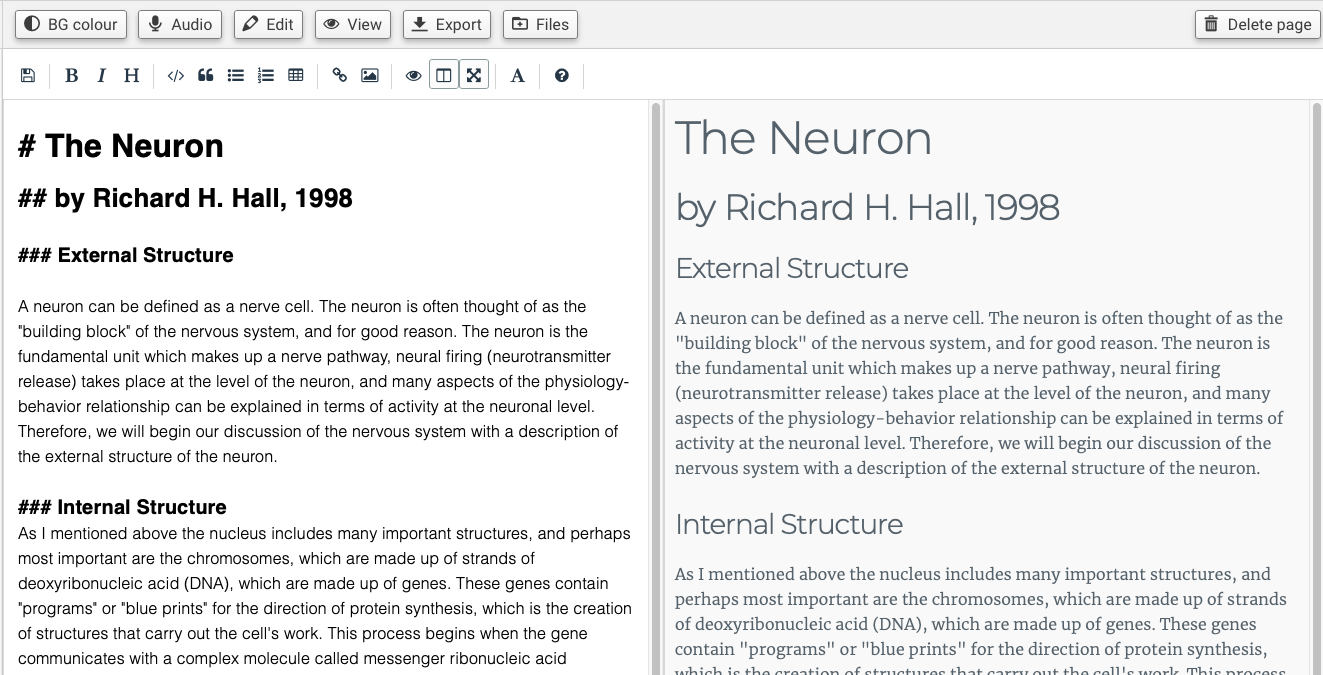 BG colour Audio Edit View Export Files Delete page
B I H A
# The Neuron
## by Richard H. Hall, 1998
### External Structure
A neuron can be defined as a nerve cell. The neuron is often thought of as the
"building block" of the nervous system, and for good reason. The neuron is the
fundamental unit which makes up a nerve pathway, neural firing (neurotransmitter
release) takes place at the level of the neuron, and many aspects of the physiology-
behavior relationship can be explained in terms of activity at the neuronal level.
Therefore, we will begin our discussion of the nervous system with a description of
the external structure of the neuron.
### Internal Structure
As I mentioned above the nucleus includes many important structures, and perhaps
most important are the chromosomes, which are made up of strands of
deoxyribonucleic acid (DNA), which are made up of genes. These genes contain
"programs" or "blue prints" for the direction of protein synthesis, which is the creation
of structures that carry out the cell's work. This process begins when the gene
communicates with a complex molecule called messenger ribonucleic acid
The Neuron
by Richard H. Hall, 1998
External Structure
A neuron can be defined as a nerve cell. The neuron is often thought of as the
"building block" of the nervous system, and for good reason. The neuron is
the fundamental unit which makes up a nerve pathway, neural firing
(neurotransmitter release) takes place at the level of the neuron, and many
aspects of the physiology-behavior relationship can be explained in terms of
activity at the neuronal level. Therefore, we will begin our discussion of the
nervous system with a description of the external structure of the neuron.
Internal Structure
As I mentioned above the nucleus includes many important structures, and
perhaps most important are the chromosomes, which are made up of strands
of deoxyribonucleic acid (DNA), which are made up of genes. These genes
contain "programs" or "blue prints" for the direction of protein synthesis,
which is the creation of structures that carry out the cell's work. This process